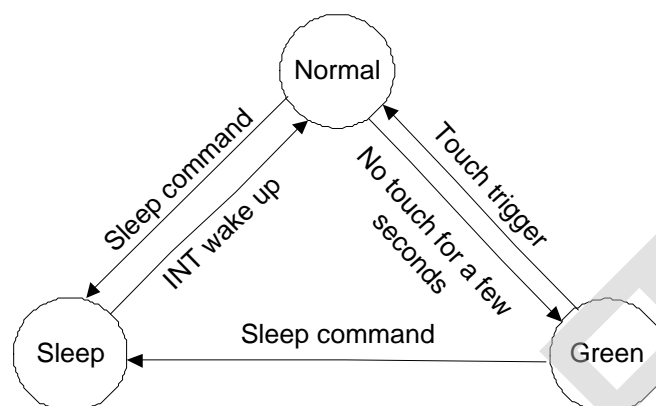 Normal
Sleep command
INT wake up
Touch trigger
No touch for a few
seconds
Sleep command
Sleep
Green